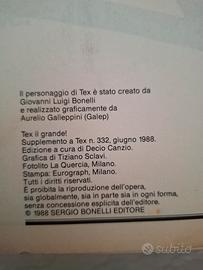 Il personaggio di Tex è stato creato da
Giovanni Luigi Bonelli
e realizzato graficamente da
Aurelio Galleppini (Galep)
Tex il grande!
Supplemento a Tex n. 332, giugno 1988.
Edizione a cura di Decio Canzio.
Grafica di Tiziano Sclavi.
Fotolito La Quercia, Milano.
Stampa: Eurograph, Milano.
Tutti i diritti riservati.
È proibita la riproduzione dell'opera,
sia globalmente, sia in parte sia in ogni forma,
senza concessione esplicita dell'editore.
© 1988 SERGIO BONELLI EDITORE
subito